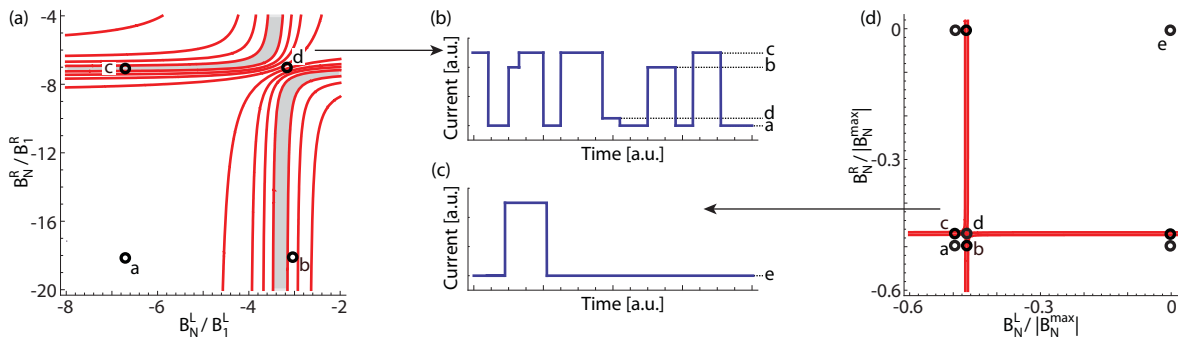 (a)
-4
-8
-12
-16
-20
B_N^R / B_1^R
c
d
a
b
-8
-6
-4
-2
B_N^L / B_1^L
(b)
Current [a.u.]
c
b
d
a
Time [a.u.]
(c)
Current [a.u.]
e
Time [a.u.]
(d)
0
-0.3
-0.6
B_N^R / |B_N^max|
e
c
d
a
b
-0.6
-0.3
0
B_N^L / |B_N^max|